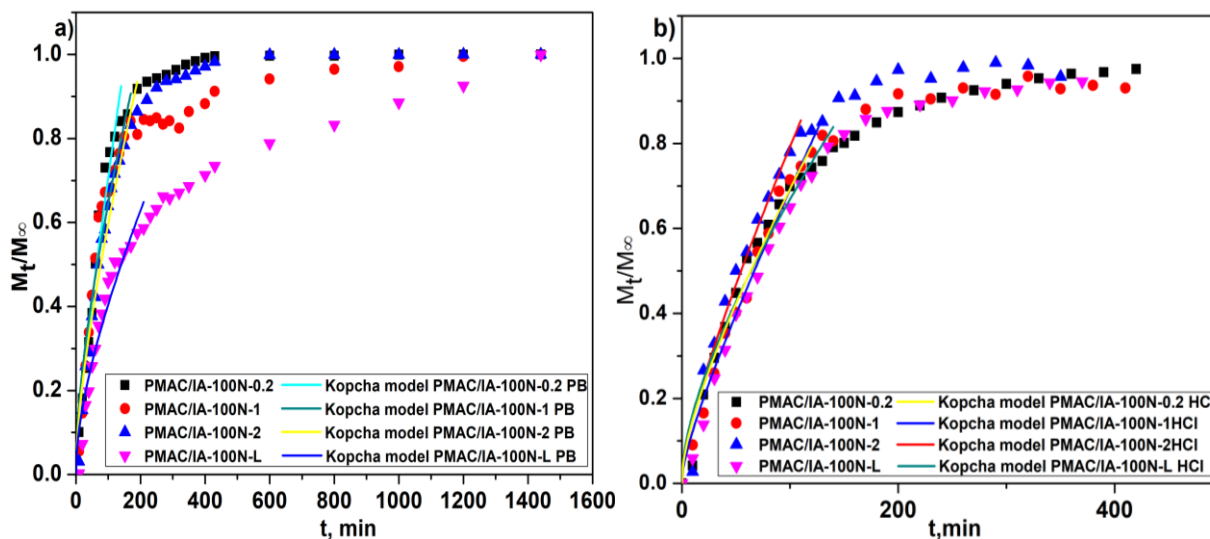 a)
M_t/M∞
1.0
0.8
0.6
0.4
0.2
0.0
PMAC/IA-100N-0.2 Kopcha model PMAC/IA-100N-0.2 PB
PMAC/IA-100N-1 Kopcha model PMAC/IA-100N-1 PB
PMAC/IA-100N-2 Kopcha model PMAC/IA-100N-2 PB
PMAC/IA-100N-L Kopcha model PMAC/IA-100N-L PB
0 200 400 600 800 1000 1200 1400 1600
t, min
b)
M_t/M∞
1.0
0.8
0.6
0.4
0.2
0.0
PMAC/IA-100N-0.2 Kopcha model PMAC/IA-100N-0.2 HCl
PMAC/IA-100N-1 Kopcha model PMAC/IA-100N-1HCl
PMAC/IA-100N-2 Kopcha model PMAC/IA-100N-2HCl
PMAC/IA-100N-L Kopcha model PMAC/IA-100N-L HCl
0 200 400
t,min